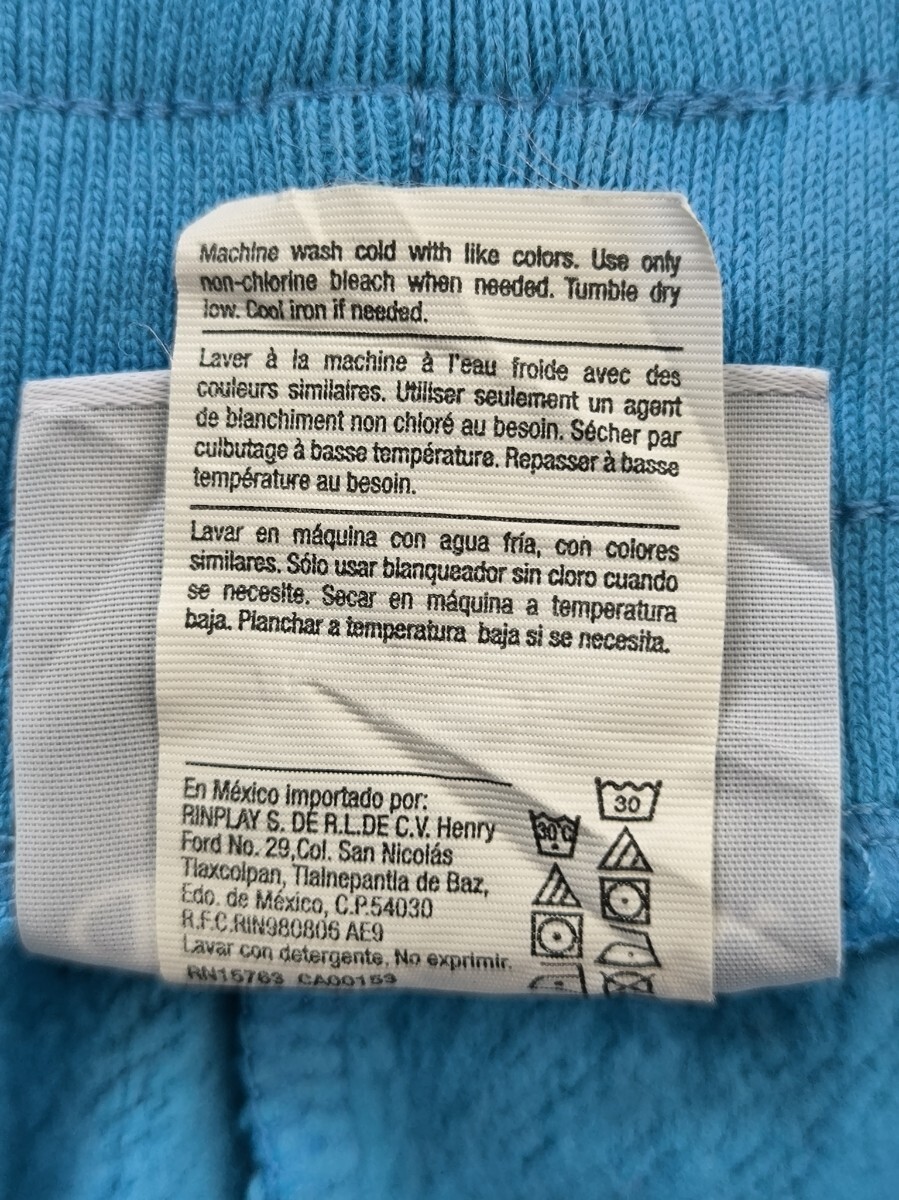 Machine wash cold with like colors. Use only
non-chlorine bleach when needed. Tumble dry
low. Cool iron if needed.
Laver à la machine à l'eau froide avec des
couleurs similaires. Utiliser seulement un agent
de blanchiment non chloré au besoin. Sécher par
culbutage à basse température. Repasser à basse
température au besoin.
Lavar en máquina con agua fría, con colores
similares. Sólo usar blanqueador sin cloro cuando
se necesite. Secar en máquina a temperatura
baja. Planchar a temperatura baja si se necesita.
En México importado por:
RINPLAY S. DE R.L.DE C.V. Henry
Ford No. 29,Col. San Nicolás
Tlaxcolpan, Tlalnepantla de Baz,
Edo. de México, C.P.54030
R.F.C.RIN980806 AE9
Lavar con detergente. No exprimir.
RN15763 CA00153
30°C
30